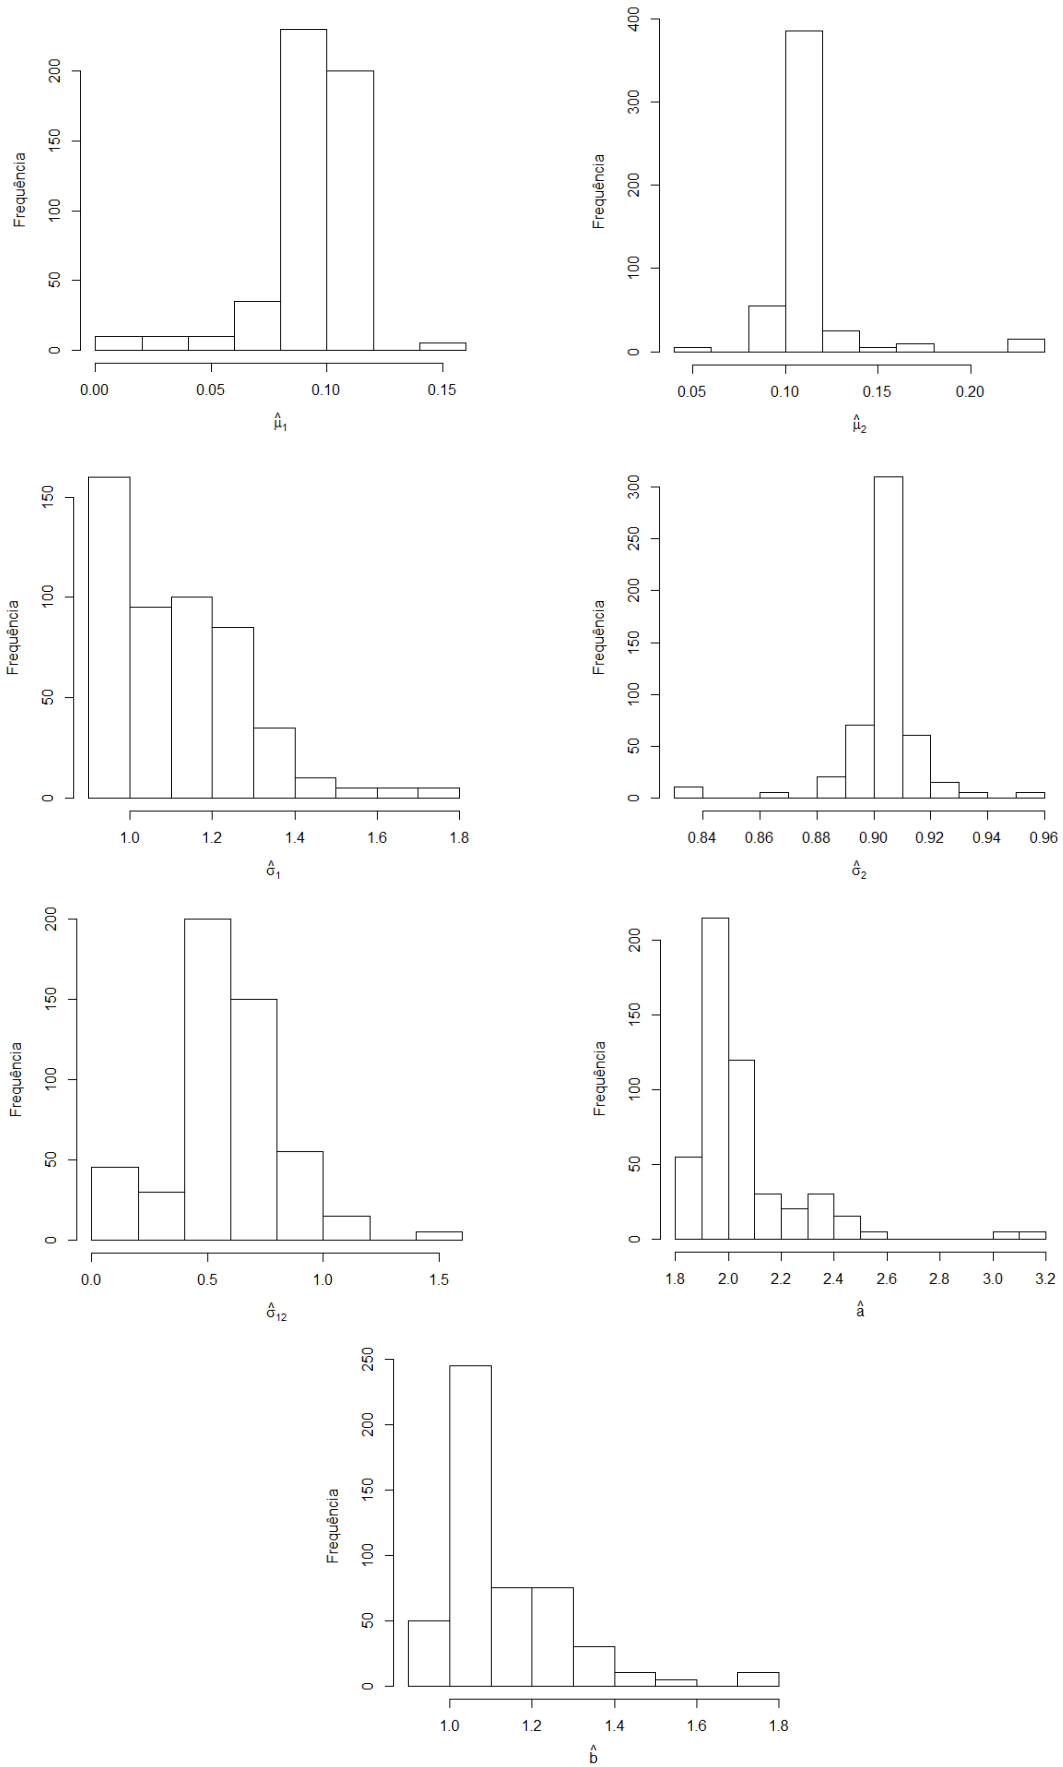 Frequência
0 50 100 150 200
0.00 0.05 0.10 0.15
μ̂1
Frequência
0 100 200 300 400
0.05 0.10 0.15 0.20
μ̂2
Frequência
0 50 100 150
1.0 1.2 1.4 1.6 1.8
σ̂1
Frequência
0 50 100 150 200 250 300
0.84 0.86 0.88 0.90 0.92 0.94 0.96
σ̂2
Frequência
0 50 100 150 200
0.0 0.5 1.0 1.5
σ̂12
Frequência
0 50 100 150 200
1.8 2.0 2.2 2.4 2.6 2.8 3.0 3.2
â
Frequência
0 50 100 150 200 250
1.0 1.2 1.4 1.6 1.8
b̂